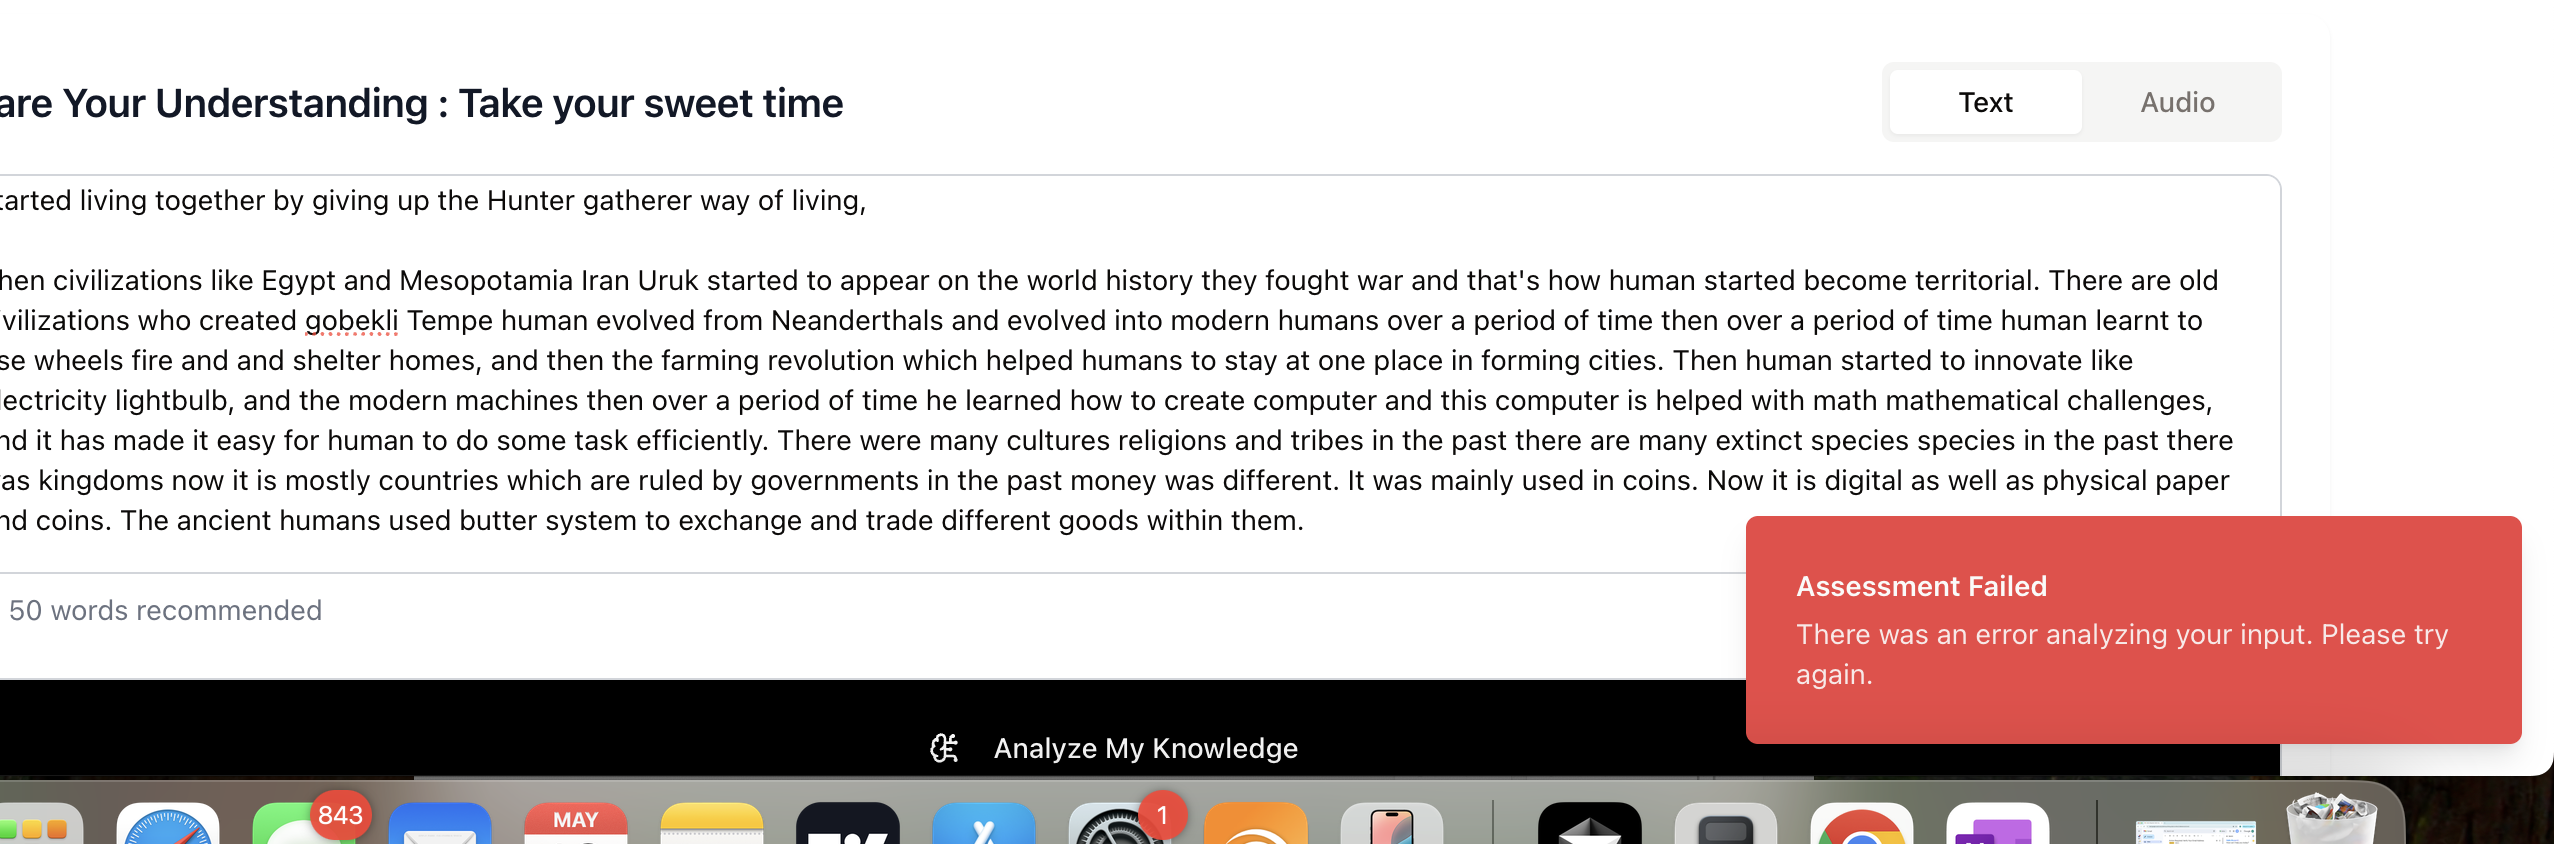 are Your Understanding : Take your sweet time
Text
Audio
tarted living together by giving up the Hunter gatherer way of living,
hen civilizations like Egypt and Mesopotamia Iran Uruk started to appear on the world history they fought war and that's how human started become territorial. There are old
ivilizations who created gobekli Tempe human evolved from Neanderthals and evolved into modern humans over a period of time then over a period of time human learnt to
se wheels fire and and shelter homes, and then the farming revolution which helped humans to stay at one place in forming cities. Then human started to innovate like
lectricity lightbulb, and the modern machines then over a period of time he learned how to create computer and this computer is helped with math mathematical challenges,
nd it has made it easy for human to do some task efficiently. There were many cultures religions and tribes in the past there are many extinct species species in the past there
as kingdoms now it is mostly countries which are ruled by governments in the past money was different. It was mainly used in coins. Now it is digital as well as physical paper
nd coins. The ancient humans used butter system to exchange and trade different goods within them.
50 words recommended
Assessment Failed
There was an error analyzing your input. Please try
again.
Analyze My Knowledge
843
MAY
1